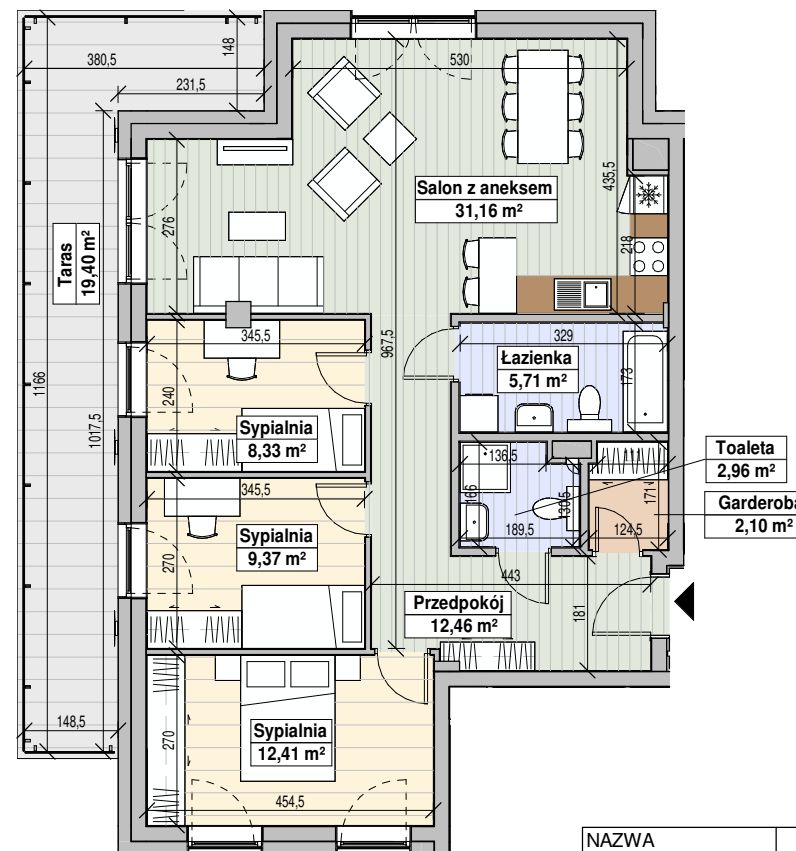 148
380,5
530
231,5
435,5
Salon z aneksem
31,16 m²
276
218
Taras
19,40 m²
345,5
967,5
329
Łazienka
5,71 m²
173
240
1166
1017,5
Sypialnia
8,33 m²
136,5
111
Toaleta
2,96 m²
166
130,5
171
345,5
Garderoba
2,10 m²
189,5
124,5
Sypialnia
9,37 m²
270
443
Przedpokój
12,46 m²
181
148,5
270
Sypialnia
12,41 m²
454,5
NAZWA